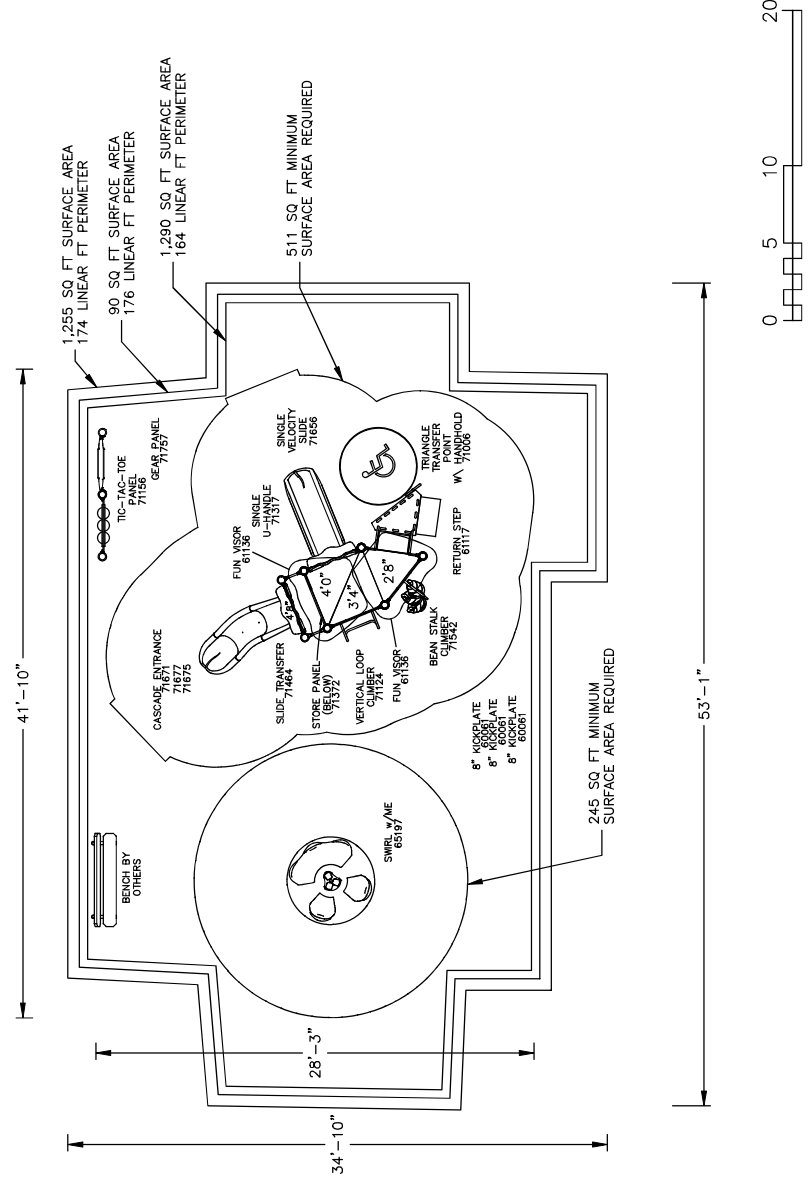 1,255 SQ FT SURFACE AREA
174 LINEAR FT PERIMETER
90 SQ FT SURFACE AREA
176 LINEAR FT PERIMETER
1,290 SQ FT SURFACE AREA
164 LINEAR FT PERIMETER
511 SQ FT MINIMUM
SURFACE AREA REQUIRED
41'-10"
TIC-TAC-TOE
PANEL
71156
GEAR PANEL
71757
SINGLE
VELOCITY
SLIDE
71656
SINGLE
U-HANDLE
71317
FUN VISOR
61136
TRIANGLE
TRANSFER
POINT
W\ HANDHOLD
71006
RETURN STEP
61117
4'8"
4'0"
3'4"
2'8"
CASCADE ENTRANCE
71671
71677
71675
SLIDE TRANSFER
71464
STORE PANEL
(BELOW)
71372
VERTICAL LOOP
CLIMBER
71124
FUN VISOR
61136
BEAN STALK
CLIMBER
71542
8" KICKPLATE
60061
8" KICKPLATE
60061
8" KICKPLATE
60061
BENCH BY
OTHERS
SWIRL w/ME
65197
245 SQ FT MINIMUM
SURFACE AREA REQUIRED
28'-3"
34'-10"
53'-1"
0 5 10 20